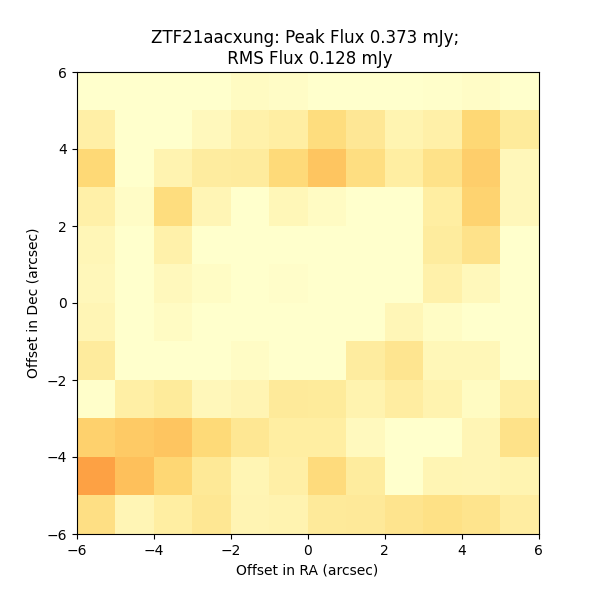 ZTF21aacxung: Peak Flux 0.373 mJy;
RMS Flux 0.128 mJy
6
4
2
0
−2
−4
−6
Offset in Dec (arcsec)
−6 −4 −2 0 2 4 6
Offset in RA (arcsec)